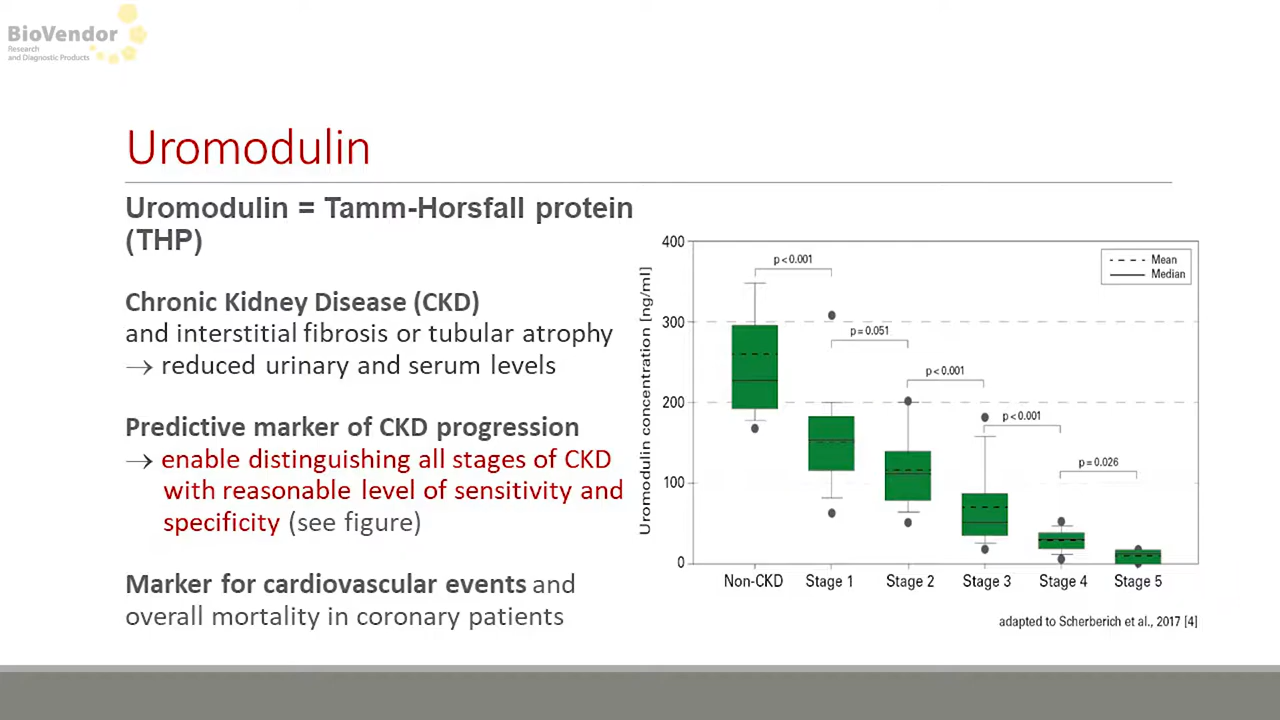 BioVendor
Research
and Diagnostic Products
Uromodulin
Uromodulin = Tamm-Horsfall protein
(THP)
Chronic Kidney Disease (CKD)
and interstitial fibrosis or tubular atrophy
→ reduced urinary and serum levels
Predictive marker of CKD progression
→ enable distinguishing all stages of CKD
with reasonable level of sensitivity and
specificity (see figure)
Marker for cardiovascular events and
overall mortality in coronary patients
Uromodulin concentration [ng/ml]
400
300
200
100
0
p < 0.001
p = 0.051
p < 0.001
p < 0.001
p = 0.026
Mean
Median
Non-CKD Stage 1 Stage 2 Stage 3 Stage 4 Stage 5
adapted to Scherberich et al., 2017 [4]